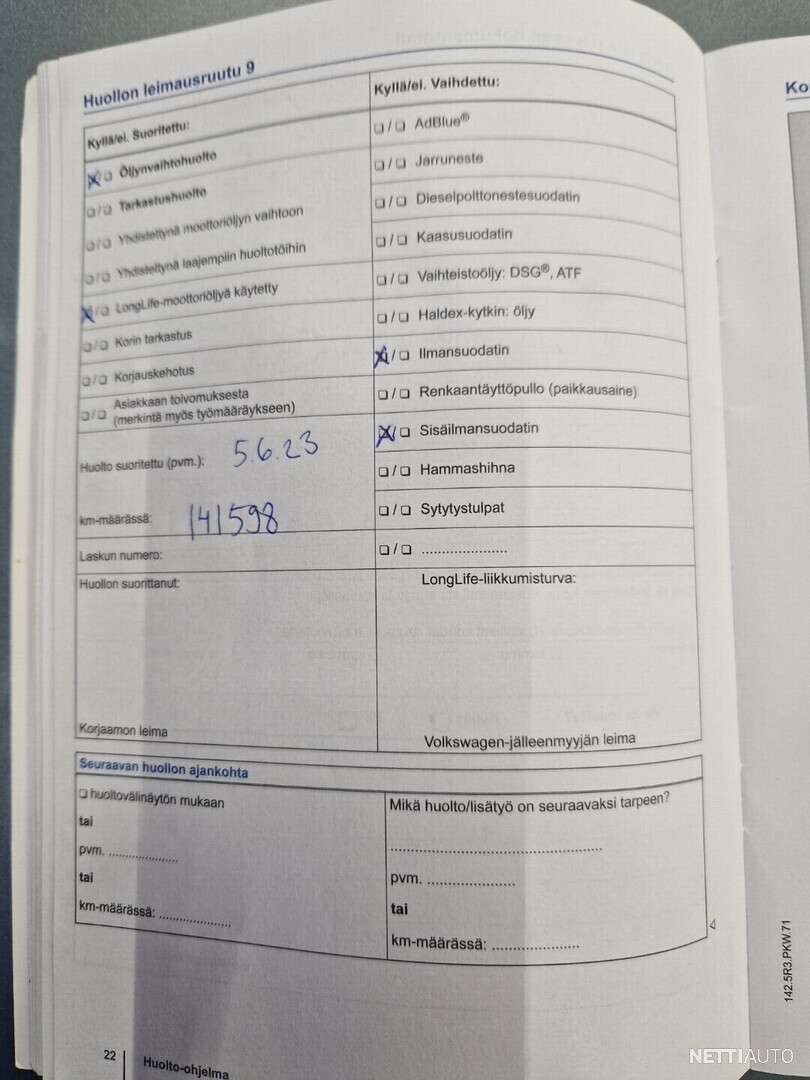 Huollon leimausruutu 9
Kyllä/ei. Suoritettu:
☒/☐ Öljynvaihtohuolto
☐/☐ Tarkastushuolto
☐/☐ Yhdistettynä moottoriöljyn vaihtoon
☐/☐ Yhdistettynä laajempiin huoltotöihin
☒/☐ LongLife-moottoriöljyä käytetty
☐/☐ Korin tarkastus
☐/☐ Korjauskehotus
☐/☐ Asiakkaan toivomuksesta
(merkintä myös työmääräykseen)
Huolto suoritettu (pvm.): 5.6.23
km-määrässä: 141598
Laskun numero:
Huollon suorittanut:
Korjaamon leima
Kyllä/ei. Vaihdettu:
☐/☐ AdBlue®
☐/☐ Jarruneste
☐/☐ Dieselpolttonestesuodatin
☐/☐ Kaasusuodatin
☐/☐ Vaihteistoöljy: DSG®, ATF
☐/☐ Haldex-kytkin: öljy
☒/☐ Ilmansuodatin
☐/☐ Renkaantäyttöpullo (paikkausaine)
☒/☐ Sisäilmansuodatin
☐/☐ Hammashihna
☐/☐ Sytytystulpat
☐/☐ .....................
LongLife-liikkumisturva:
Volkswagen-jälleenmyyjän leima
Seuraavan huollon ajankohta
☐ huoltovälinäytön mukaan
tai
pvm. .................
tai
km-määrässä: .................
Mikä huolto/lisätyö on seuraavaksi tarpeen?
.....................................................
pvm. .....................
tai
km-määrässä: .....................
22
Huolto-ohjelma
Ko
142.5R3.PKW.71
NETTIAUTO